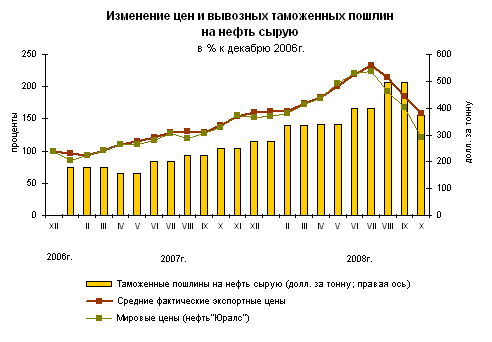 Изменение цен и вывозных таможенных пошлин
на нефть сырую
в % к декабрю 2006г.
250 600
500
200
400
150
300
100
200
50
100
0 0
проценты
долл. за тонну
XII II III IV V VI VII VIII IX X XI XII II III IV V VI VII VIII IX X
2006г. 2007г. 2008г.
Таможенные пошлины на нефть сырую (долл. за тонну; правая ось)
Средние фактические экспортные цены
Мировые цены (нефть"Юралс")